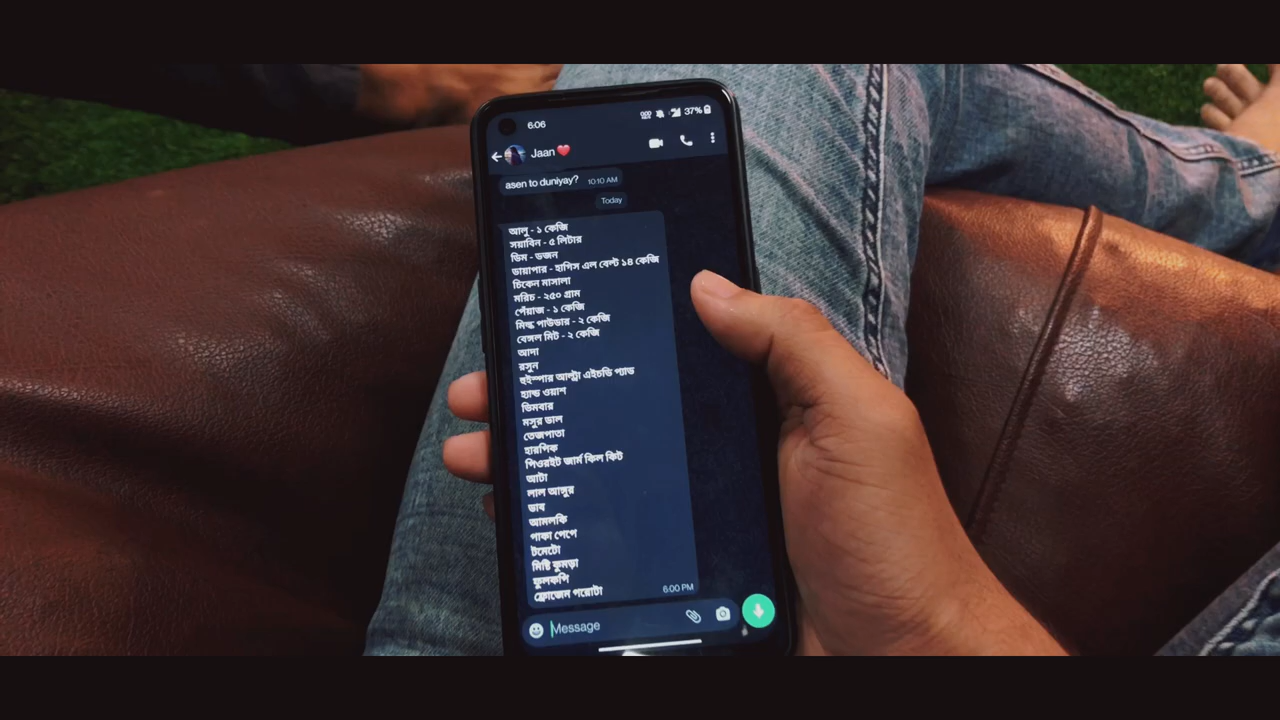 6:06
37%
Jaan
asen to duniyay? 10:10 AM
Today
আলু - ১ কেজি
সয়াবিন - ৫ লিটার
ডিম - ডজন
ডায়াপার - হাগিস এল বেল্ট ১৪ কেজি
চিকেন মাসালা
মরিচ - ২৫০ গ্রাম
পেঁয়াজ - ১ কেজি
মিল্ক পাউডার - ২ কেজি
বেঙ্গল মিট - ২ কেজি
আদা
রসুন
হুইস্পার আল্ট্রা এইচডি প্যাড
হ্যান্ড ওয়াশ
ভিমবার
মসুর ডাল
তেজপাতা
হারপিক
পিওরইট জার্ম কিল কিট
আটা
লাল আঙ্গুর
ডাব
আমলকি
পাকা পেপে
টমেটো
মিষ্টি কুমড়া
ফুলকপি
ফ্রোজেন পরোটা
6:00 PM
Message